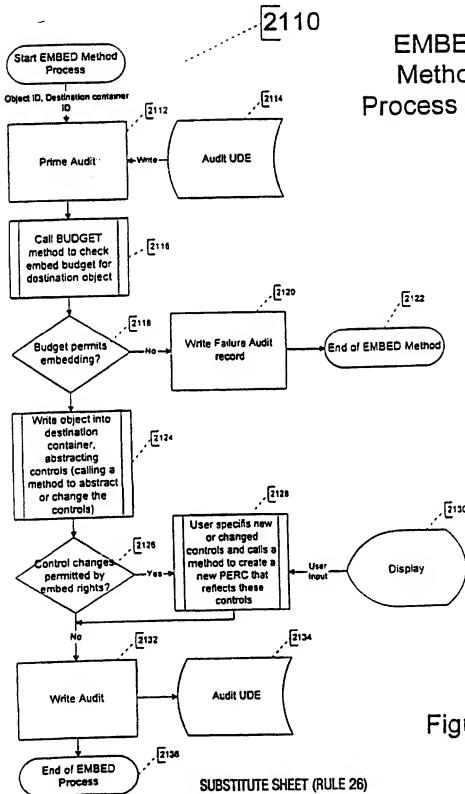 2110
EMBE
Metho
Process
Start EMBED Method
Process
Object ID, Destination container
ID
2112
2114
Prime Audit
Write
Audit UDE
Call BUDGET
method to check
embed budget for
destination object
2116
2118
Budget permits
embedding?
No
2120
Write Failure Audit
record
2122
End of EMBED Method
Write object into
destination
container,
abstracting
controls (calling a
method to abstract
or change the
controls)
2124
2126
Control changes
permitted by
embed rights?
Yes
2128
User specifis new
or changed
controls and calls a
method to create a
new PERC that
reflects these
controls
User
Input
2130
Display
No
2132
Write Audit
2134
Audit UDE
2136
End of EMBED
Process
Figu
SUBSTITUTE SHEET (RULE 26)